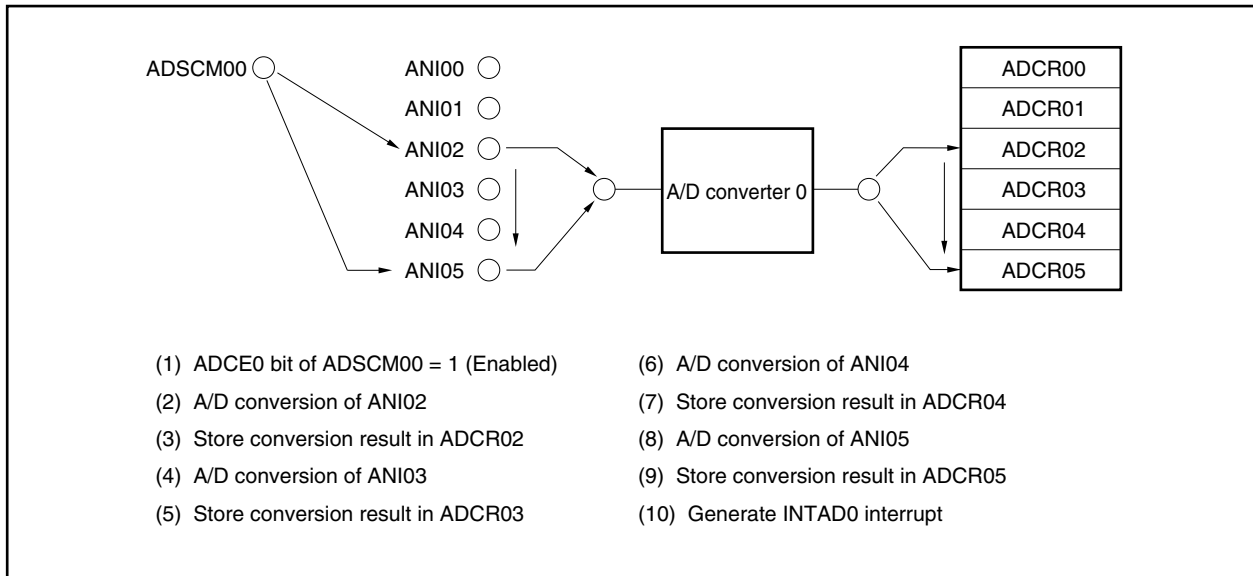 ADSCM00
ANI00
ANI01
ANI02
ANI03
ANI04
ANI05
A/D converter 0
ADCR00
ADCR01
ADCR02
ADCR03
ADCR04
ADCR05
(1) ADCE0 bit of ADSCM00 = 1 (Enabled)
(2) A/D conversion of ANI02
(3) Store conversion result in ADCR02
(4) A/D conversion of ANI03
(5) Store conversion result in ADCR03
(6) A/D conversion of ANI04
(7) Store conversion result in ADCR04
(8) A/D conversion of ANI05
(9) Store conversion result in ADCR05
(10) Generate INTAD0 interrupt